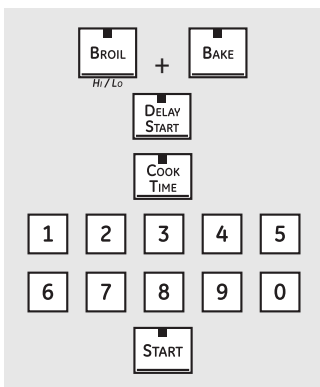 BROIL + BAKE
HI / LO
DELAY
START
COOK
TIME
1 2 3 4 5
6 7 8 9 0
START